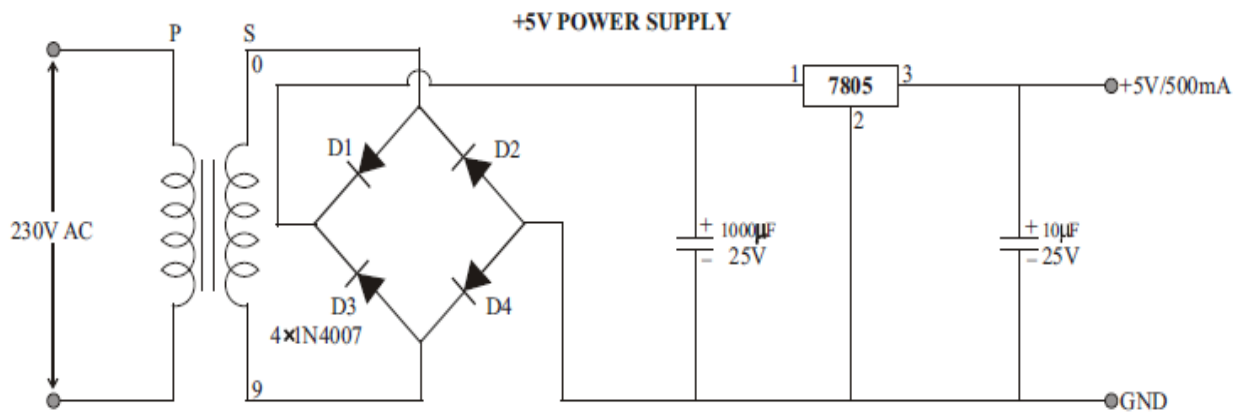 +5V POWER SUPPLY
P S
0
1 7805 3
2
+5V/500mA
D1 D2
230V AC
+ 1000µF
– 25V
+ 10µF
– 25V
D3 D4
4×1N4007
9
GND